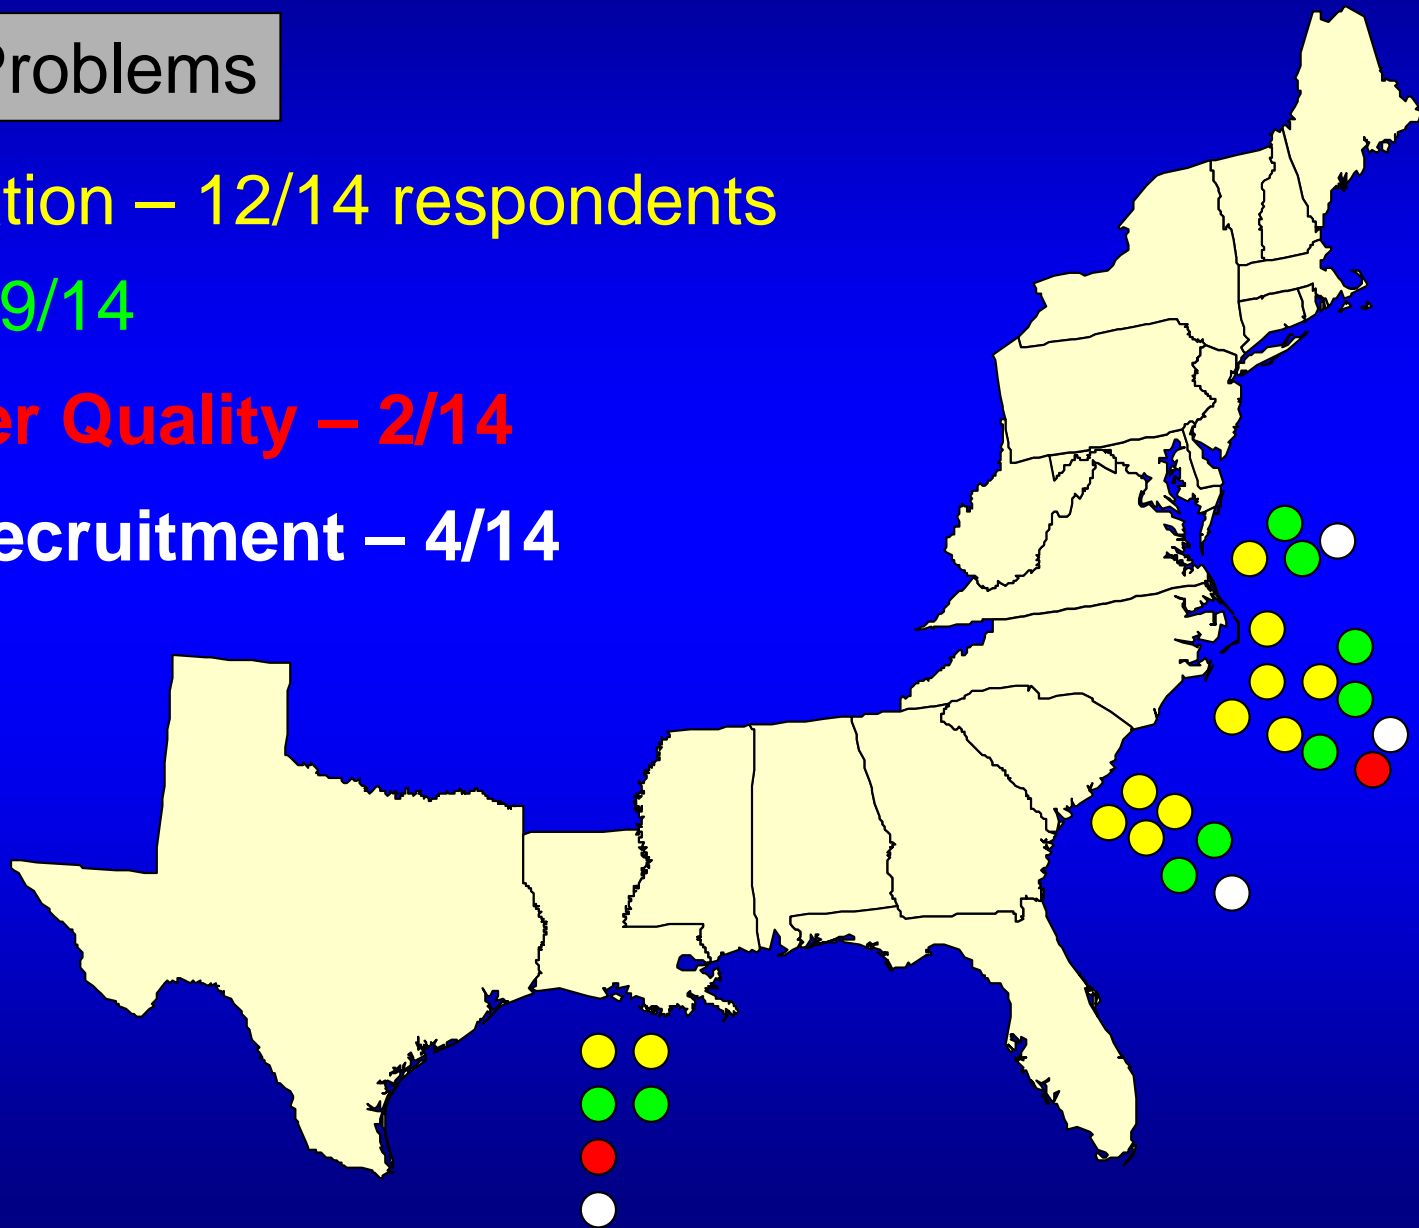 Problems
tion – 12/14 respondents
9/14
er Quality – 2/14
ecruitment – 4/14